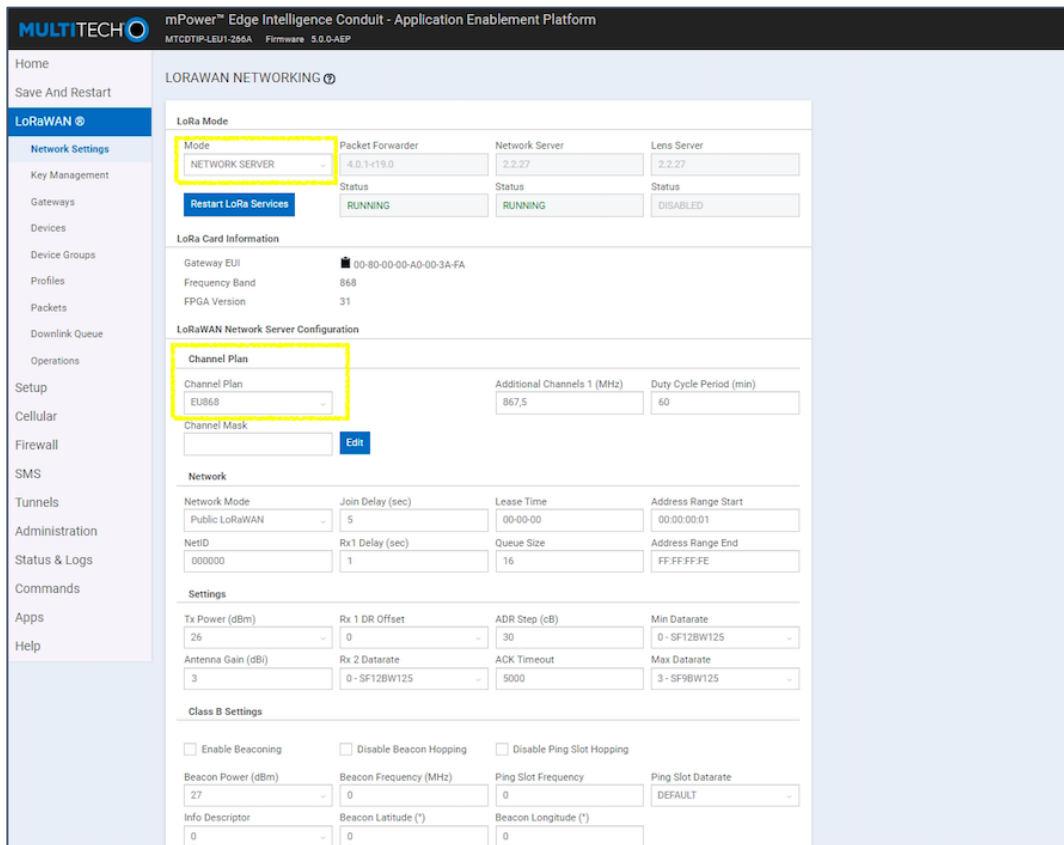 MULTITECH
mPower™ Edge Intelligence Conduit - Application Enablement Platform
MTCDTIP-LEU1-266A Firmware 5.0.0-AEP
Home
Save And Restart
LoRaWAN ®
Network Settings
Key Management
Gateways
Devices
Device Groups
Profiles
Packets
Downlink Queue
Operations
Setup
Cellular
Firewall
SMS
Tunnels
Administration
Status & Logs
Commands
Apps
Help
LORAWAN NETWORKING ?
LoRa Mode
Mode Packet Forwarder Network Server Lens Server
NETWORK SERVER 4.0.1-r19.0 2.2.27 2.2.27
Status Status Status
Restart LoRa Services RUNNING RUNNING DISABLED
LoRa Card Information
Gateway EUI 00-80-00-00-A0-00-3A-FA
Frequency Band 868
FPGA Version 31
LoRaWAN Network Server Configuration
Channel Plan
Channel Plan Additional Channels 1 (MHz) Duty Cycle Period (min)
EU868 867,5 60
Channel Mask
Edit
Network
Network Mode Join Delay (sec) Lease Time Address Range Start
Public LoRaWAN 5 00-00-00 00:00:00:01
NetID Rx1 Delay (sec) Queue Size Address Range End
000000 1 16 FF:FF:FF:FE
Settings
Tx Power (dBm) Rx 1 DR Offset ADR Step (cB) Min Datarate
26 0 30 0 - SF12BW125
Antenna Gain (dBi) Rx 2 Datarate ACK Timeout Max Datarate
3 0 - SF12BW125 5000 3 - SF9BW125
Class B Settings
Enable Beaconing Disable Beacon Hopping Disable Ping Slot Hopping
Beacon Power (dBm) Beacon Frequency (MHz) Ping Slot Frequency Ping Slot Datarate
27 0 0 DEFAULT
Info Descriptor Beacon Latitude (°) Beacon Longitude (°)
0 0 0